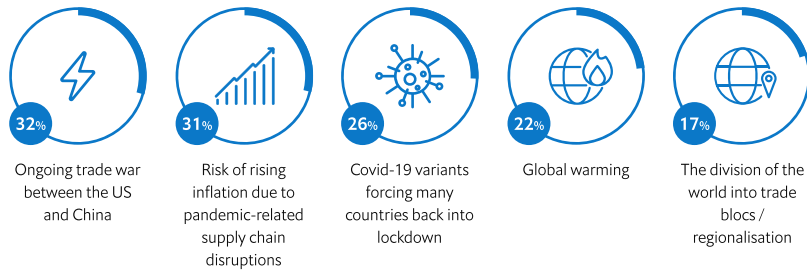 32%
Ongoing trade war
between the US
and China
31%
Risk of rising
inflation due to
pandemic-related
supply chain
disruptions
26%
Covid-19 variants
forcing many
countries back into
lockdown
22%
Global warming
17%
The division of the
world into trade
blocs /
regionalisation